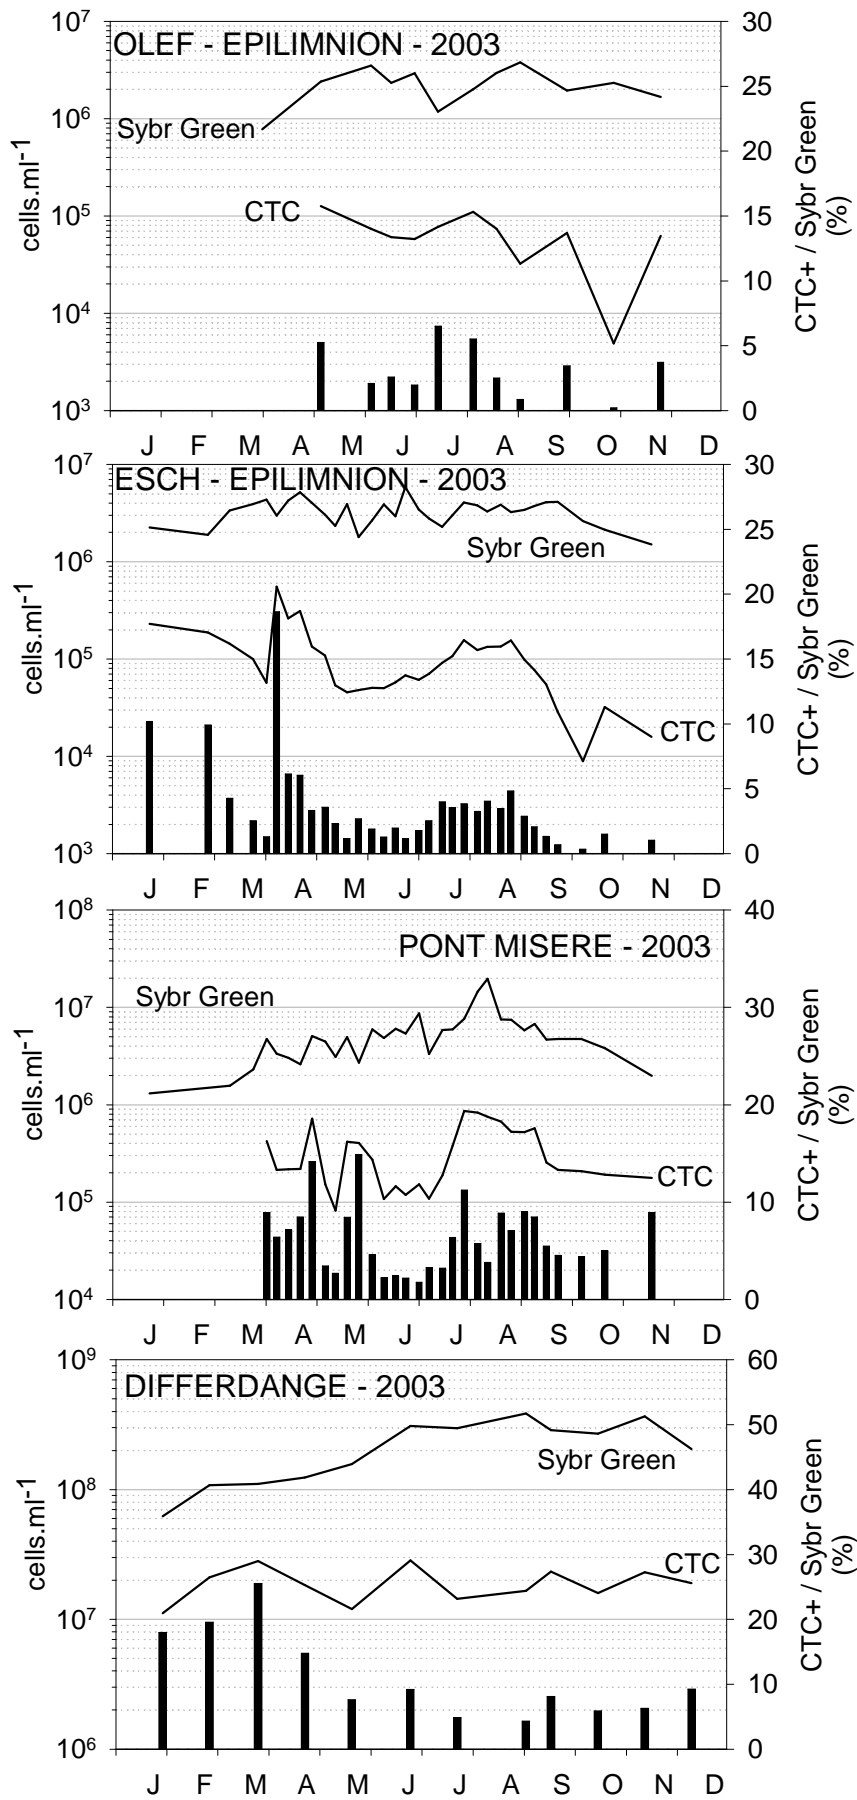 OLEF - EPILIMNION - 2003
10⁷
10⁶
10⁵
10⁴
10³
cells.ml⁻¹
Sybr Green
CTC
30
25
20
15
10
5
0
CTC+ / Sybr Green
(%)
J F M A M J J A S O N D
ESCH - EPILIMNION - 2003
10⁷
10⁶
10⁵
10⁴
10³
cells.ml⁻¹
Sybr Green
CTC
30
25
20
15
10
5
0
CTC+ / Sybr Green
(%)
J F M A M J J A S O N D
PONT MISERE - 2003
10⁸
10⁷
10⁶
10⁵
10⁴
cells.ml⁻¹
Sybr Green
CTC
40
30
20
10
0
CTC+ / Sybr Green
(%)
J F M A M J J A S O N D
DIFFERDANGE - 2003
10⁹
10⁸
10⁷
10⁶
cells.ml⁻¹
Sybr Green
CTC
60
50
40
30
20
10
0
CTC+ / Sybr Green
(%)
J F M A M J J A S O N D